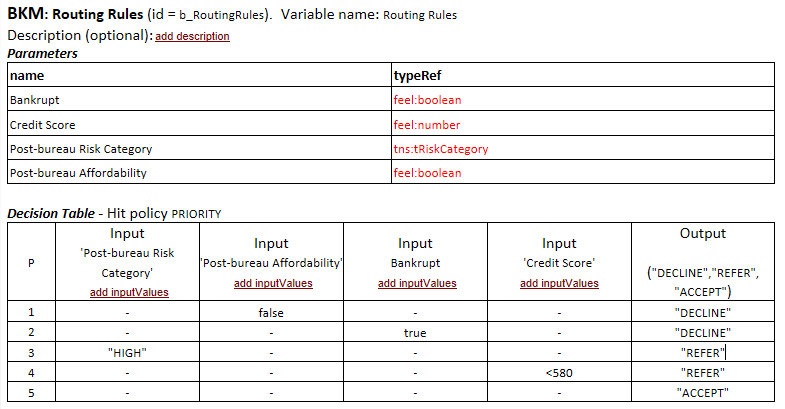 BKM: Routing Rules (id = b_RoutingRules).  Variable name: Routing Rules
Description (optional): add description
Parameters
name typeRef
Bankrupt feel:boolean
Credit Score feel:number
Post-bureau Risk Category tns:tRiskCategory
Post-bureau Affordability feel:boolean
Decision Table - Hit policy PRIORITY
P
Input
'Post-bureau Risk
Category'
add inputValues
Input
'Post-bureau Affordability'
add inputValues
Input
Bankrupt
add inputValues
Input
'Credit Score'
add inputValues
Output
("DECLINE","REFER",
"ACCEPT")
1 - false - - "DECLINE"
2 - - true - "DECLINE"
3 "HIGH" - - - "REFER"
4 - - - <580 "REFER"
5 - - - - "ACCEPT"